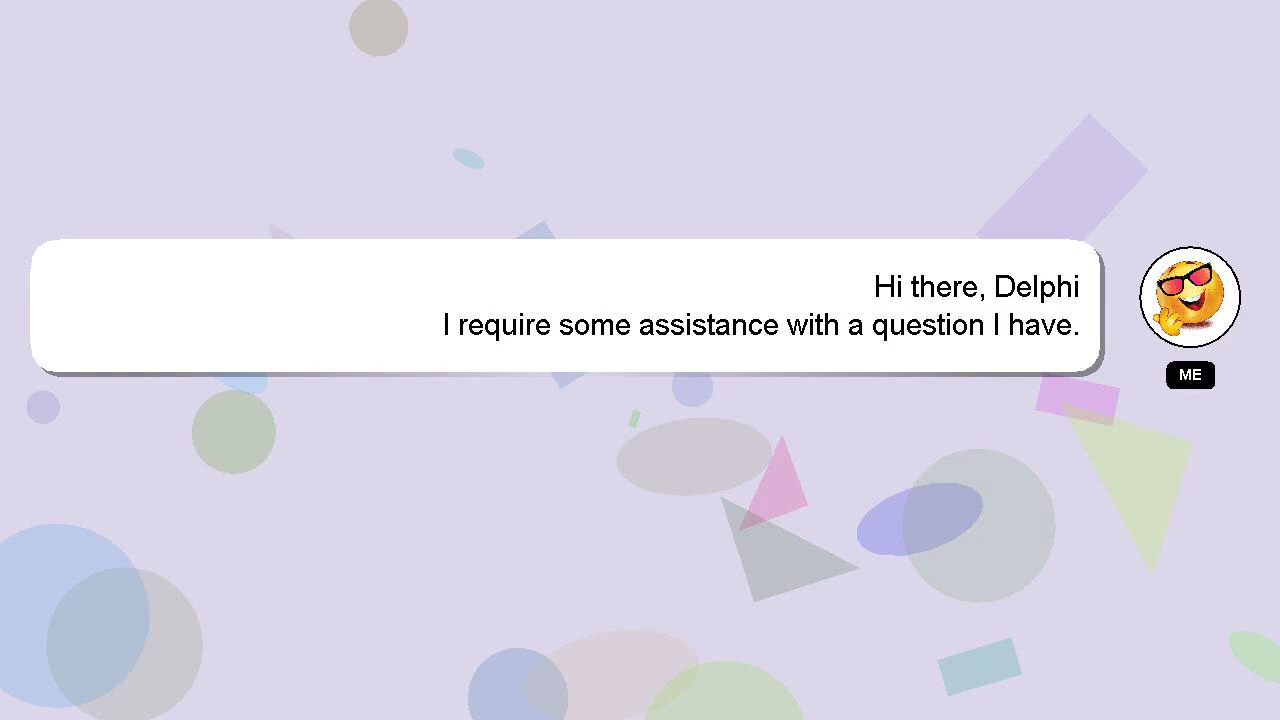 Hi there, Delphi
I require some assistance with a question I have.
ME